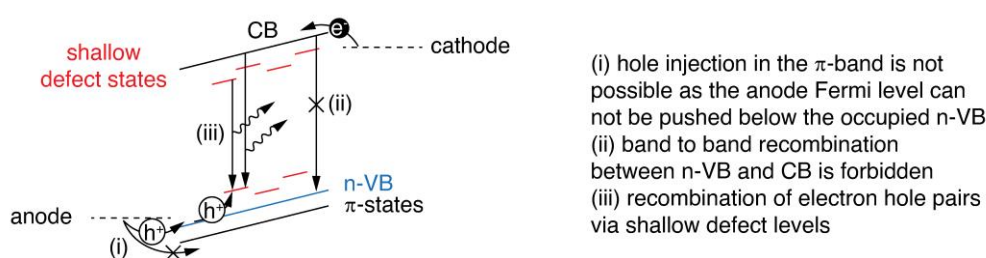 CB
e-
cathode
shallow
defect states
(iii)
(ii)
n-VB
π-states
anode
h+
h+
(i)
(i) hole injection in the π-band is not
possible as the anode Fermi level can
not be pushed below the occupied n-VB
(ii) band to band recombination
between n-VB and CB is forbidden
(iii) recombination of electron hole pairs
via shallow defect levels